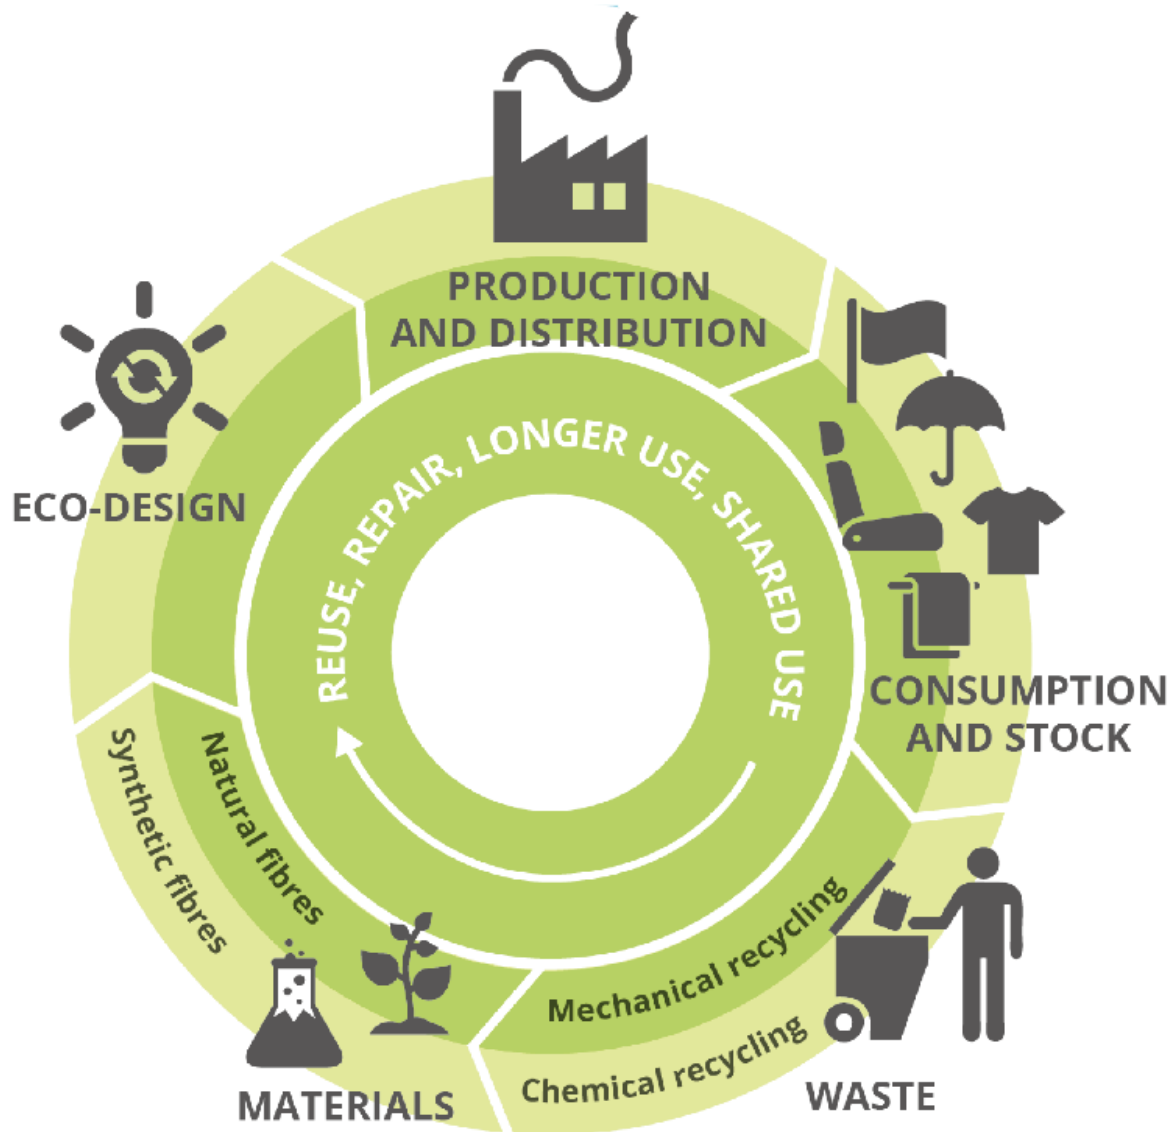 PRODUCTION
AND DISTRIBUTION
ECO-DESIGN
REUSE, REPAIR, LONGER USE, SHARED USE
CONSUMPTION
AND STOCK
Synthetic fibres
Natural fibres
Mechanical recycling
Chemical recycling
MATERIALS
WASTE